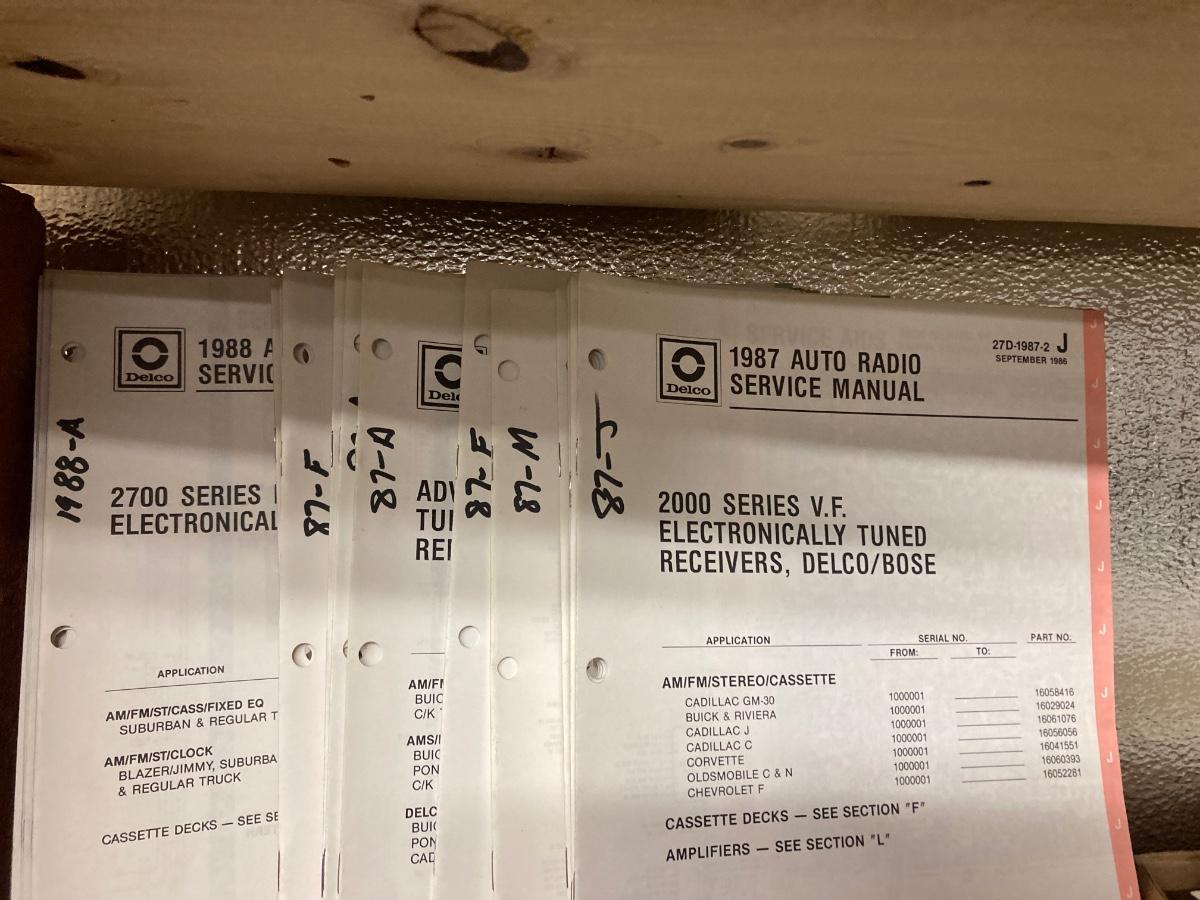 1988-A
Delco
1988 A
SERVIC
2700 SERIES
ELECTRONICAL
APPLICATION
AM/FM/ST/CASS/FIXED EQ
SUBURBAN & REGULAR T
AM/FM/ST/CLOCK
BLAZER/JIMMY, SUBURBA
& REGULAR TRUCK
CASSETTE DECKS — SEE SE
87-F
87-A
Delc
ADV
TUI
REI
AM/FM
BUIC
C/K T
AMS/
BUIC
PON
C/K
DELC
BUI
PON
CAD
87-F
87-M
87-J
Delco
1987 AUTO RADIO
SERVICE MANUAL
27D-1987-2 J
SEPTEMBER 1986
2000 SERIES V.F.
ELECTRONICALLY TUNED
RECEIVERS, DELCO/BOSE
APPLICATION SERIAL NO. PART NO.
FROM: TO:
AM/FM/STEREO/CASSETTE
CADILLAC GM-30 1000001 16058416
BUICK & RIVIERA 1000001 16029024
CADILLAC J 1000001 16061076
CADILLAC C 1000001 16056056
CORVETTE 1000001 16041551
OLDSMOBILE C & N 1000001 16060393
CHEVROLET F 1000001 16052281
CASSETTE DECKS — SEE SECTION "F"
AMPLIFIERS — SEE SECTION "L"
J
J
J
J
J
J
J
J
J
J